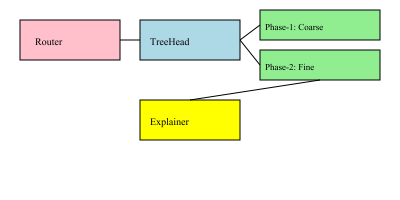 Router
TreeHead
Phase-1: Coarse
Phase-2: Fine
Explainer